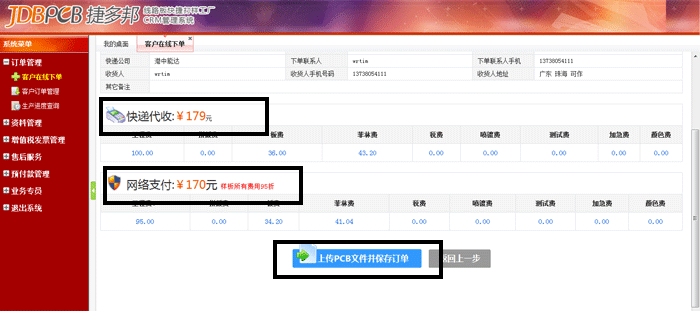 JDBPCB 捷多邦 线路板快捷打样工厂
CRM管理系统
系统菜单
我的桌面 客户在线下单
订单管理
客户在线下单
客户订单管理
生产进度查询
资料管理
增值税发票管理
售后服务
预付款管理
业务专员
退出系统
快递公司 港中能达 下单联系人 wrtim 下单联系人手机 13738054111
收货人 wrtim 收货人手机号码 13738054111 收货人地址 广东 珠海 可作
其它备注
快递代收:￥179元
板费 菲林费 税费 喷镀费 测试费 加急费 颜色费
100.00 0.00 36.00 43.20 0.00 0.00 0.00 0.00 0.00
网络支付:￥170元 样板所有费用95折
菲林费 税费 喷镀费 测试费 加急费 颜色费
95.00 0.00 34.20 41.04 0.00 0.00 0.00 0.00 0.00
上传PCB文件并保存订单 返回上一步